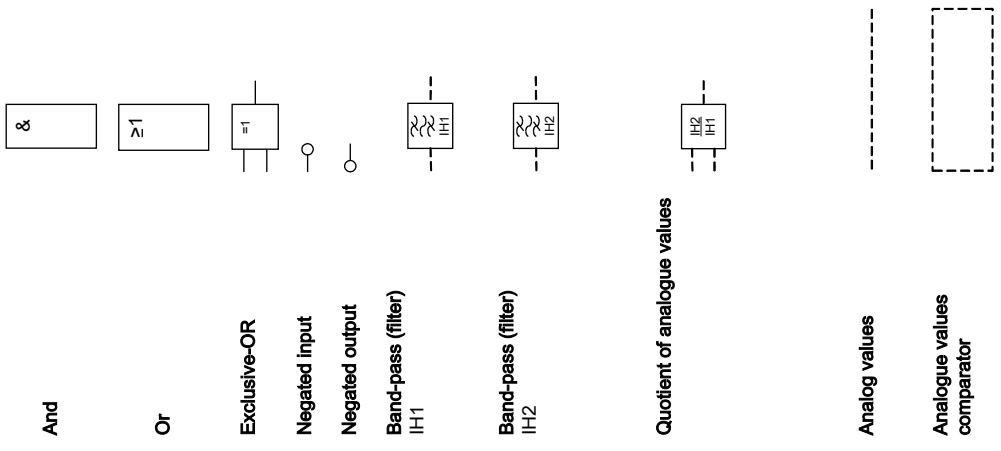 And
&
Or
≥1
Exclusive-OR
=1
Negated input
Negated output
Band-pass (filter)
IH1
IH1
Band-pass (filter)
IH2
IH2
Quotient of analogue values
IH2
IH1
Analog values
Analogue values
comparator